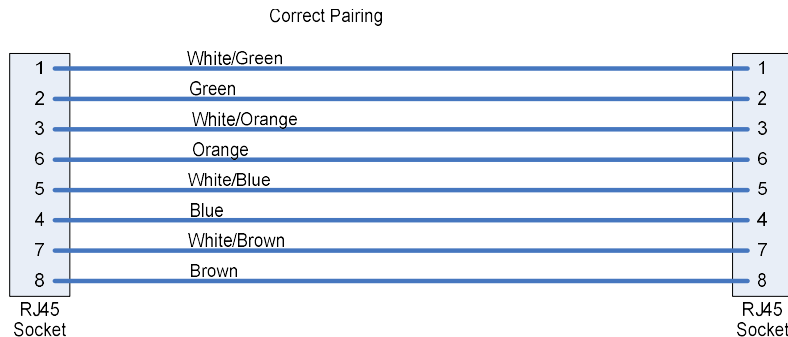 Correct Pairing
1 White/Green 1
2 Green 2
3 White/Orange 3
6 Orange 6
5 White/Blue 5
4 Blue 4
7 White/Brown 7
8 Brown 8
RJ45 RJ45
Socket Socket